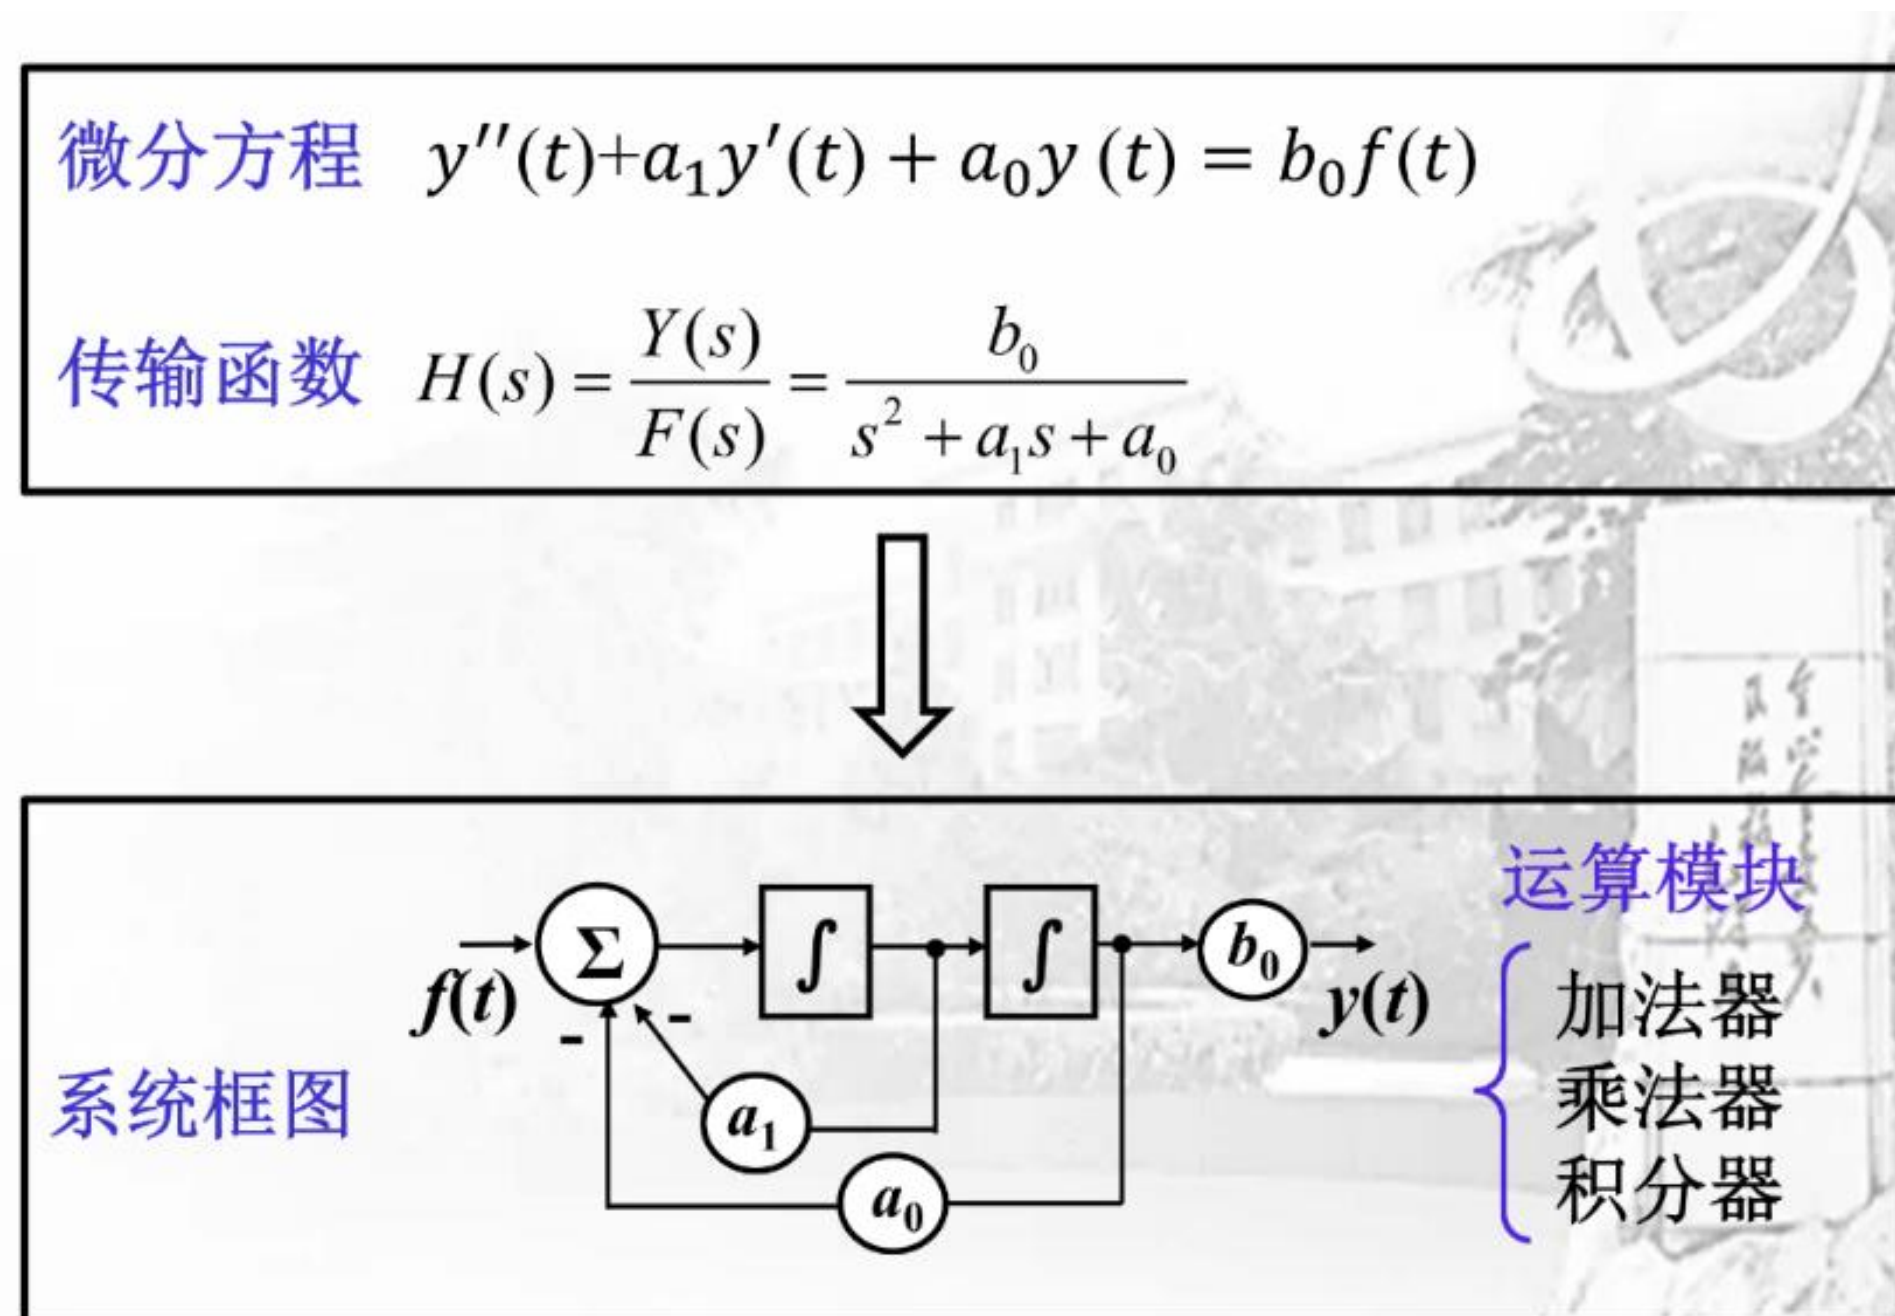 微分方程 y''(t)+a₁y'(t) + a₀y (t) = b₀f(t)
传输函数 H(s) = Y(s)/F(s) = b₀/(s² + a₁s + a₀)
运算模块
f(t) Σ ∫ ∫ b₀ y(t)
- -
加法器
系统框图
a₁
乘法器
a₀
积分器